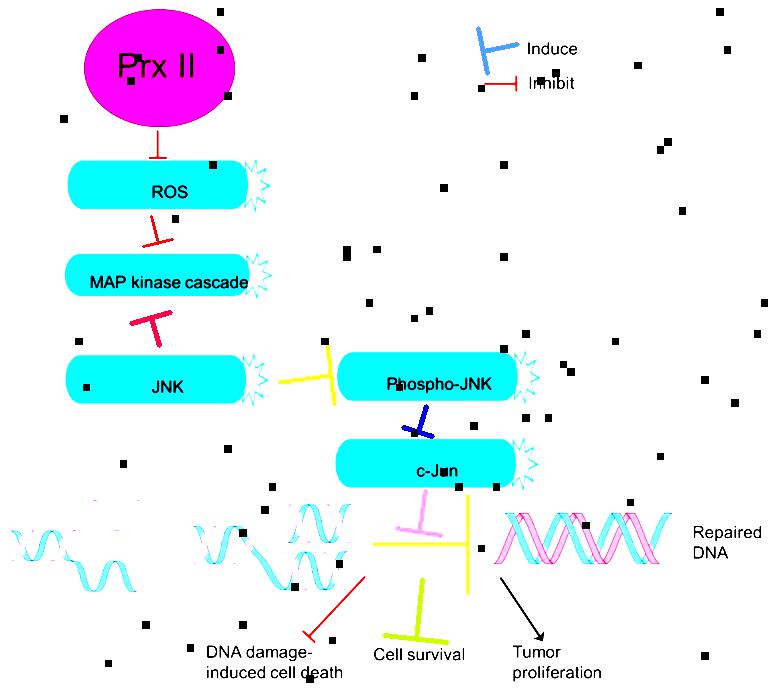 Prx II
Induce
Inhibit
ROS
MAP kinase cascade
JNK
Phospho-JNK
c-Jun
Repaired
DNA
DNA damage-
induced cell death
Cell survival
Tumor
proliferation